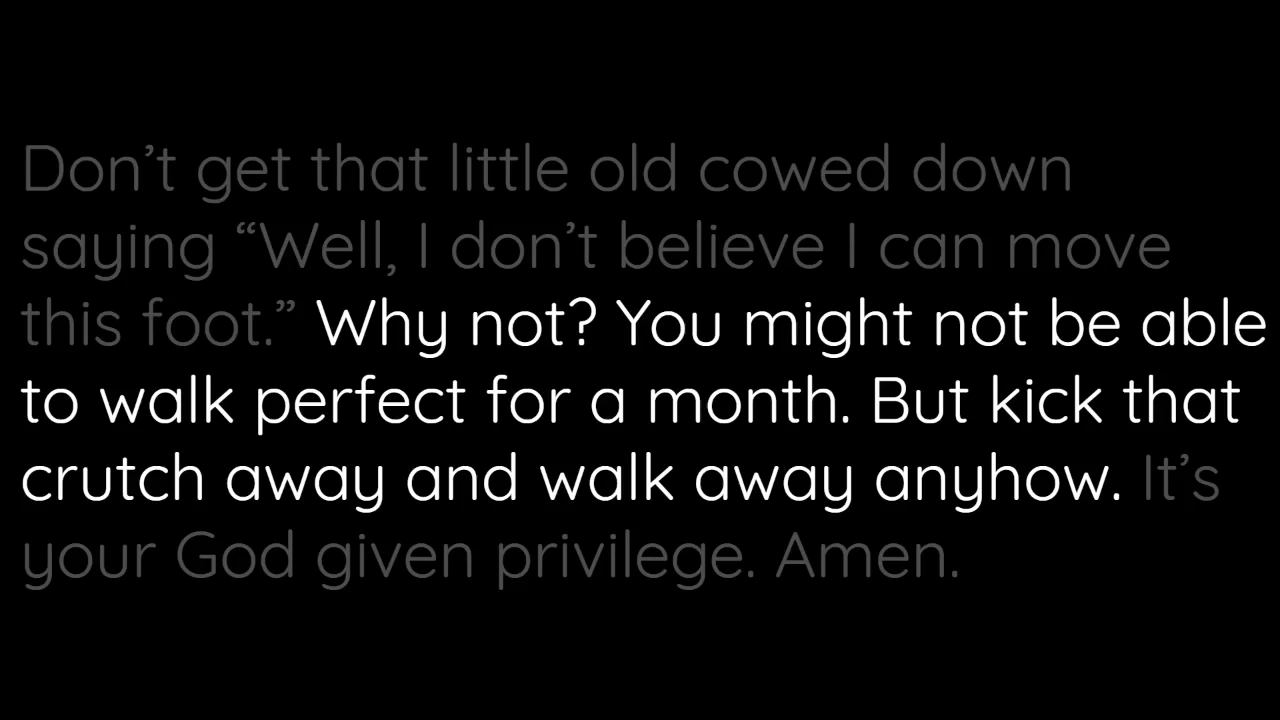 Don’t get that little old cowed down
saying “Well, I don’t believe I can move
this foot.” Why not? You might not be able
to walk perfect for a month. But kick that
crutch away and walk away anyhow. It’s
your God given privilege. Amen.